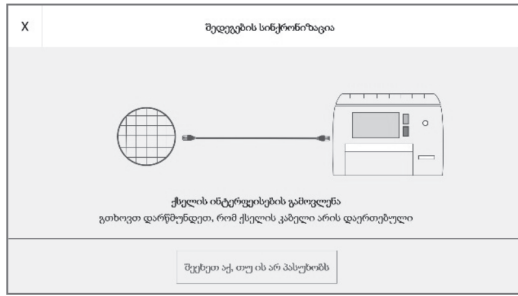 X
შედეგების სინქრონიზაცია
ქსელის ინტერფეისების გამოვლენა
გთხოვთ დარწმუნდეთ, რომ ქსელის კაბელი არის დაერთებული
შეეხეთ აქ, თუ ის არ პასუხობს